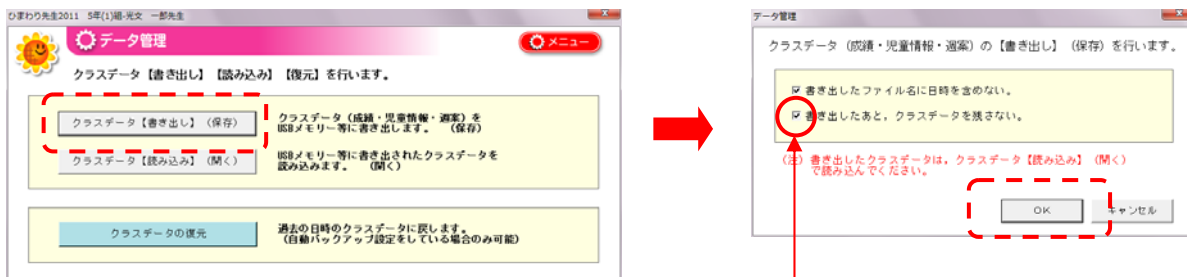 ひまわり先生2011 5年(1)組-光文 一郎先生
データ管理
メニュー
クラスデータ【書き出し】【読み込み】【復元】を行います。
クラスデータ【書き出し】（保存）
クラスデータ（成績・児童情報・週案）を
USBメモリー等に書き出します。（保存）
クラスデータ【読み込み】（開く）
USBメモリー等に書き出されたクラスデータを
読み込みます。（開く）
クラスデータの復元
過去の日時のクラスデータに戻します。
（自動バックアップ設定をしている場合のみ可能）
データ管理
クラスデータ（成績・児童情報・週案）の【書き出し】（保存）を行います。
書き出したファイル名に日時を含めない。
書き出したあと，クラスデータを残さない。
（注）書き出したクラスデータは，クラスデータ【読み込み】（開く）
で読み込んでください。
OK
キャンセル